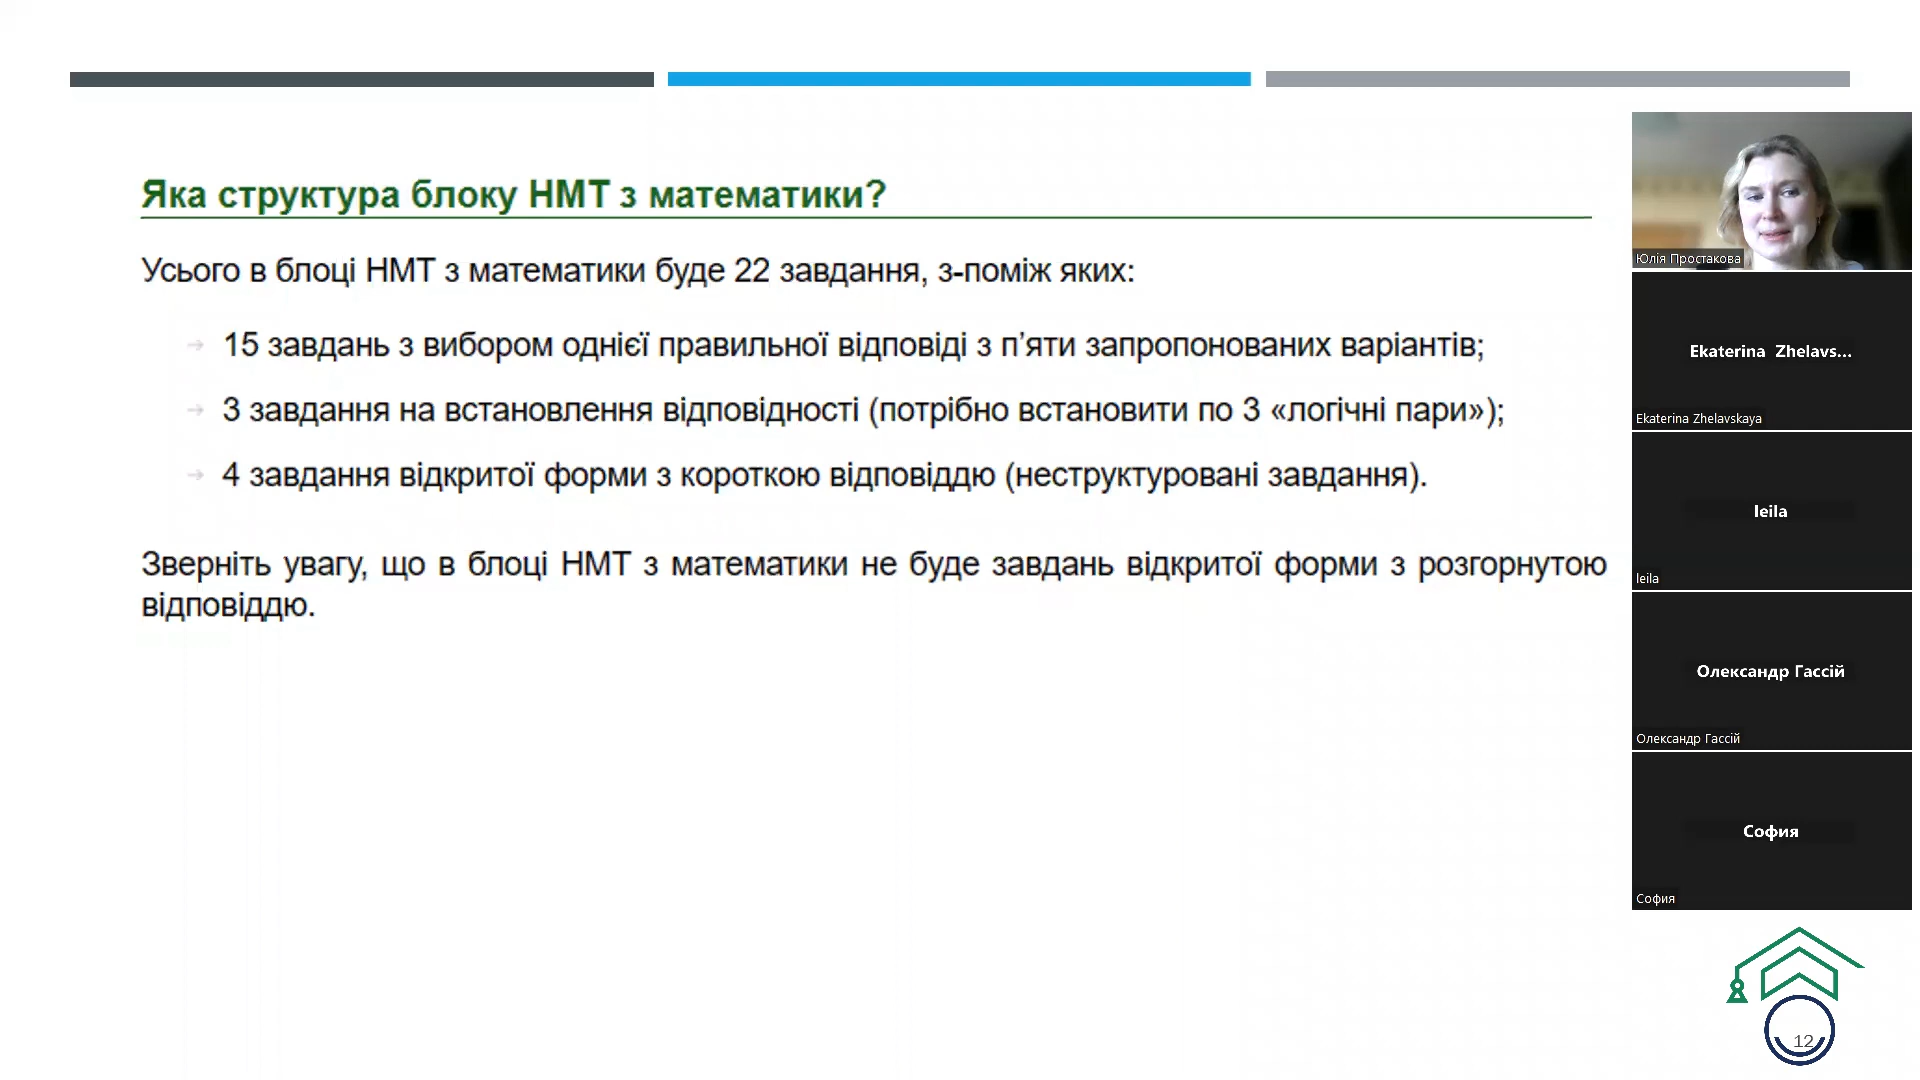 Яка структура блоку НМТ з математики?
Усього в блоці НМТ з математики буде 22 завдання, з-поміж яких:
15 завдань з вибором однієї правильної відповіді з п’яти запропонованих варіантів;
3 завдання на встановлення відповідності (потрібно встановити по 3 «логічні пари»);
4 завдання відкритої форми з короткою відповіддю (неструктуровані завдання).
Зверніть увагу, що в блоці НМТ з математики не буде завдань відкритої форми з розгорнутою
відповіддю.
Юлія Простакова
Ekaterina Zhelavs...
Ekaterina Zhelavskaya
leila
leila
Олександр Гассій
Олександр Гассій
София
София
12